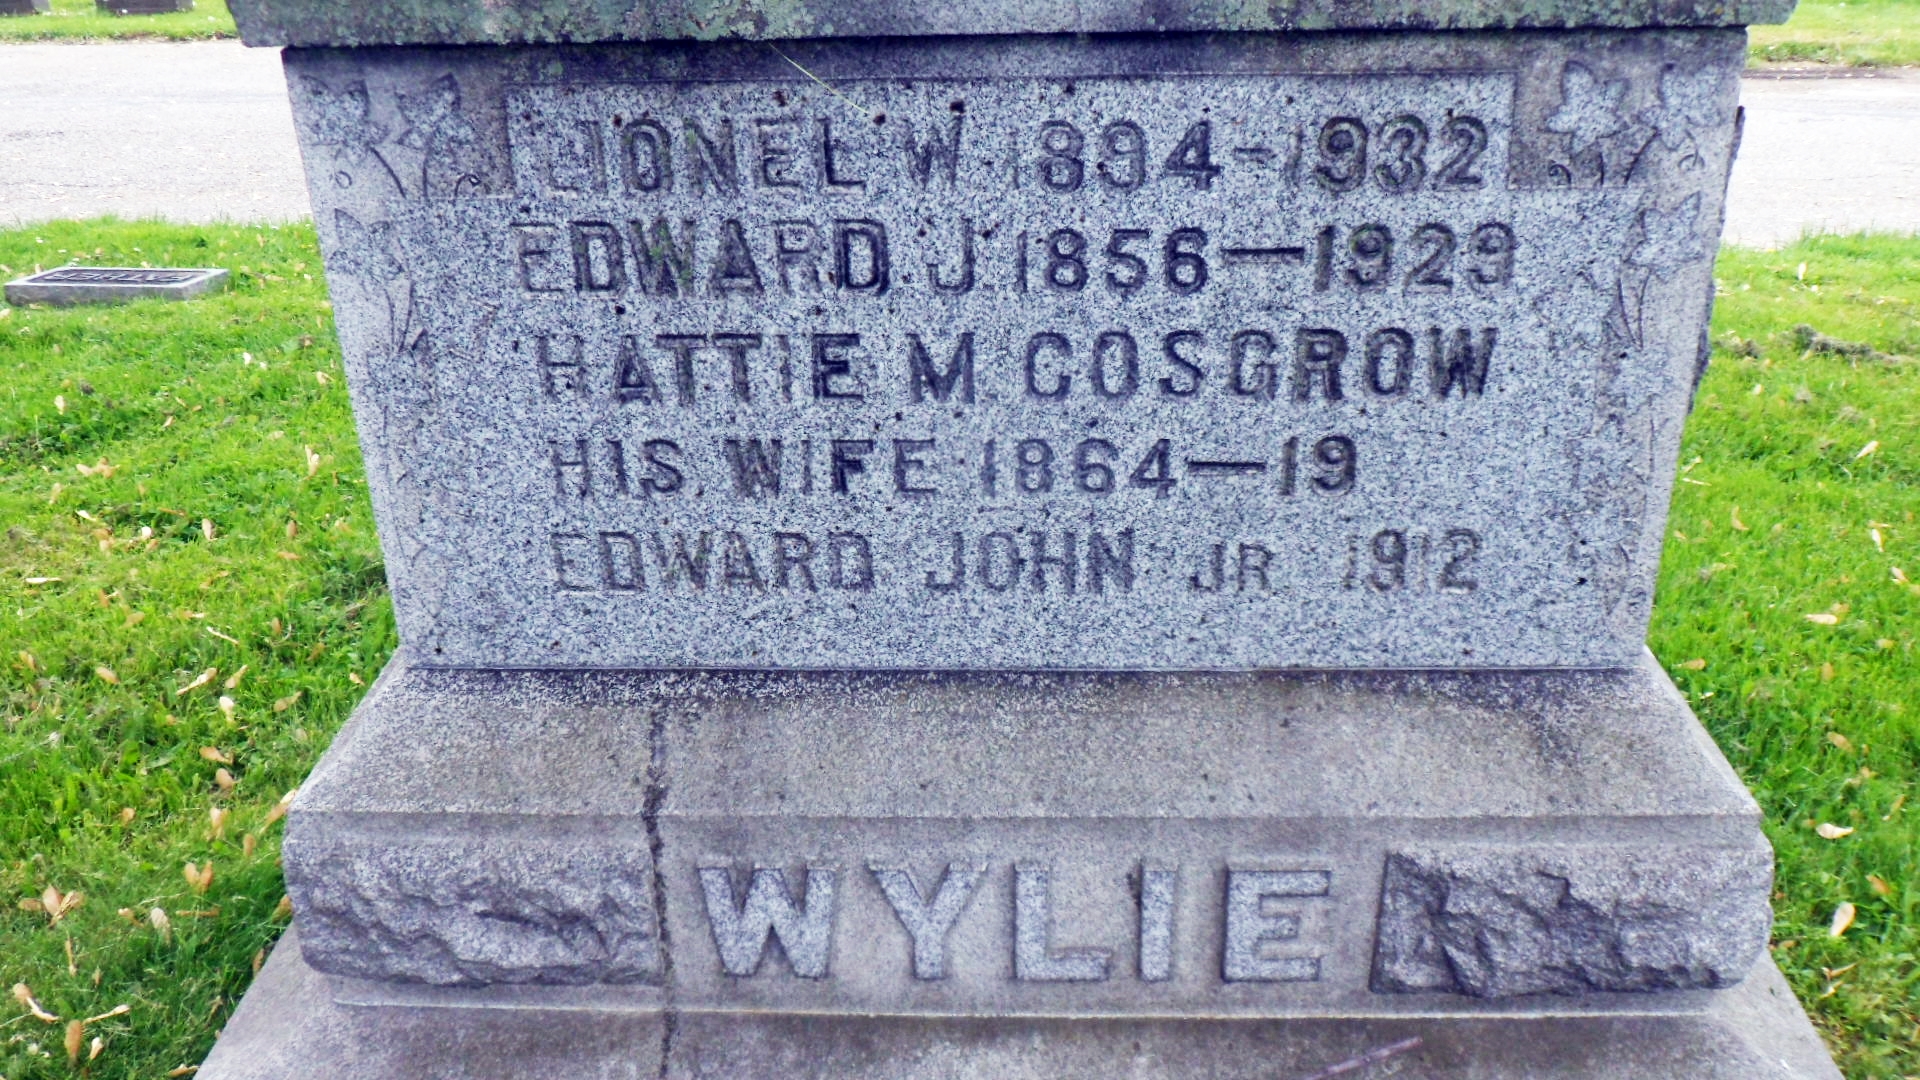 LIONEL W. 1894-1932
EDWARD J. 1856—1929
HATTIE M. COSGROW
HIS WIFE 1864—19
EDWARD JOHN JR 1912
WYLIE